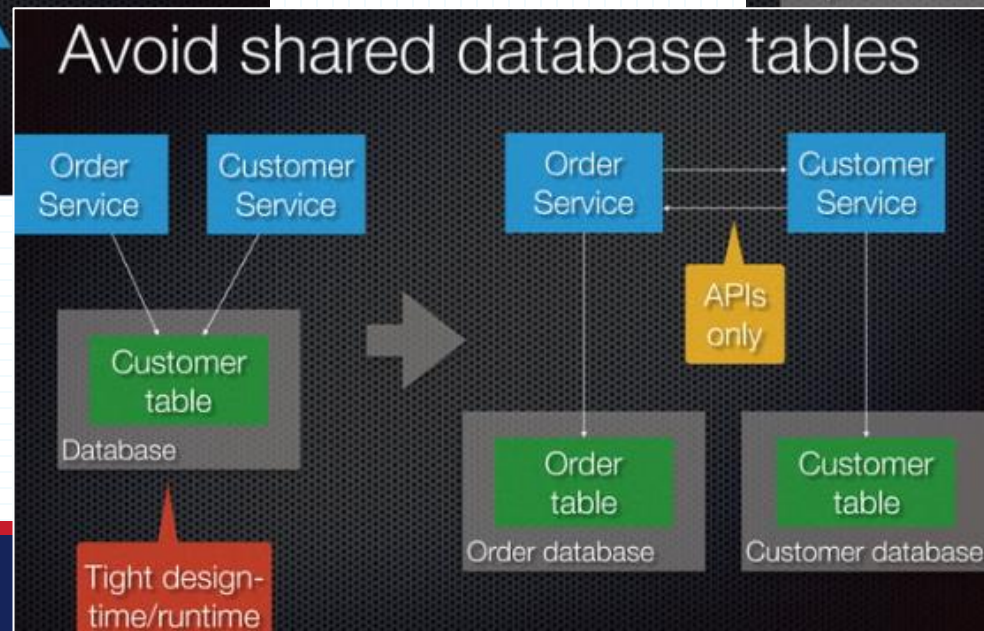 Avoid shared database tables
Order
Service
Customer
Service
Customer
table
Database
Tight design-
time/runtime
Order
Service
Customer
Service
APIs
only
Order
table
Order database
Customer
table
Customer database